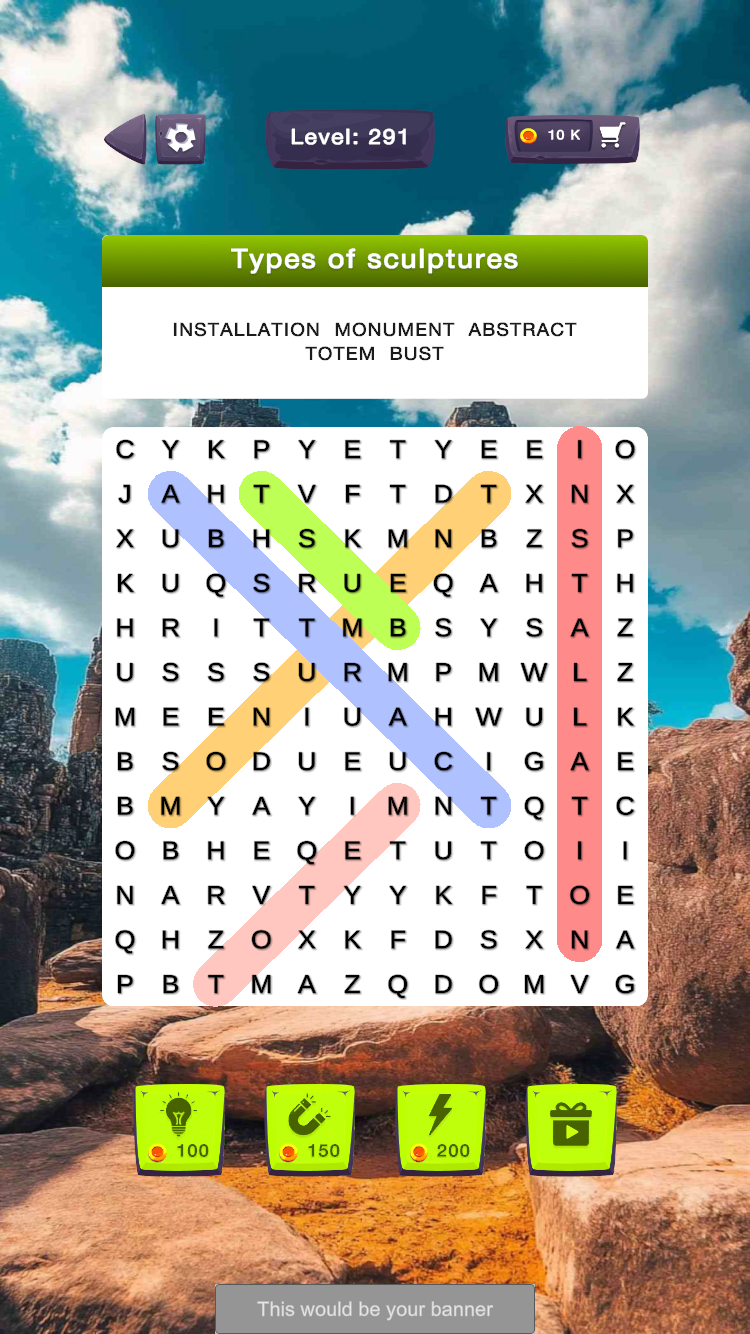 Level: 291
10 K
Types of sculptures
INSTALLATION MONUMENT ABSTRACT
TOTEM BUST
C Y K P Y E T Y E E I O
J A H T V F T D T X N X
X U B H S K M N B Z S P
K U Q S R U E Q A H T H
H R I T T M B S Y S A Z
U S S S U R M P M W L Z
M E E N I U A H W U L K
B S O D U E U C I G A E
B M Y A Y I M N T Q T C
O B H E Q E T U T O I I
N A R V T Y Y K F T O E
Q H Z O X K F D S X N A
P B T M A Z Q D O M V G
100 150 200
This would be your banner